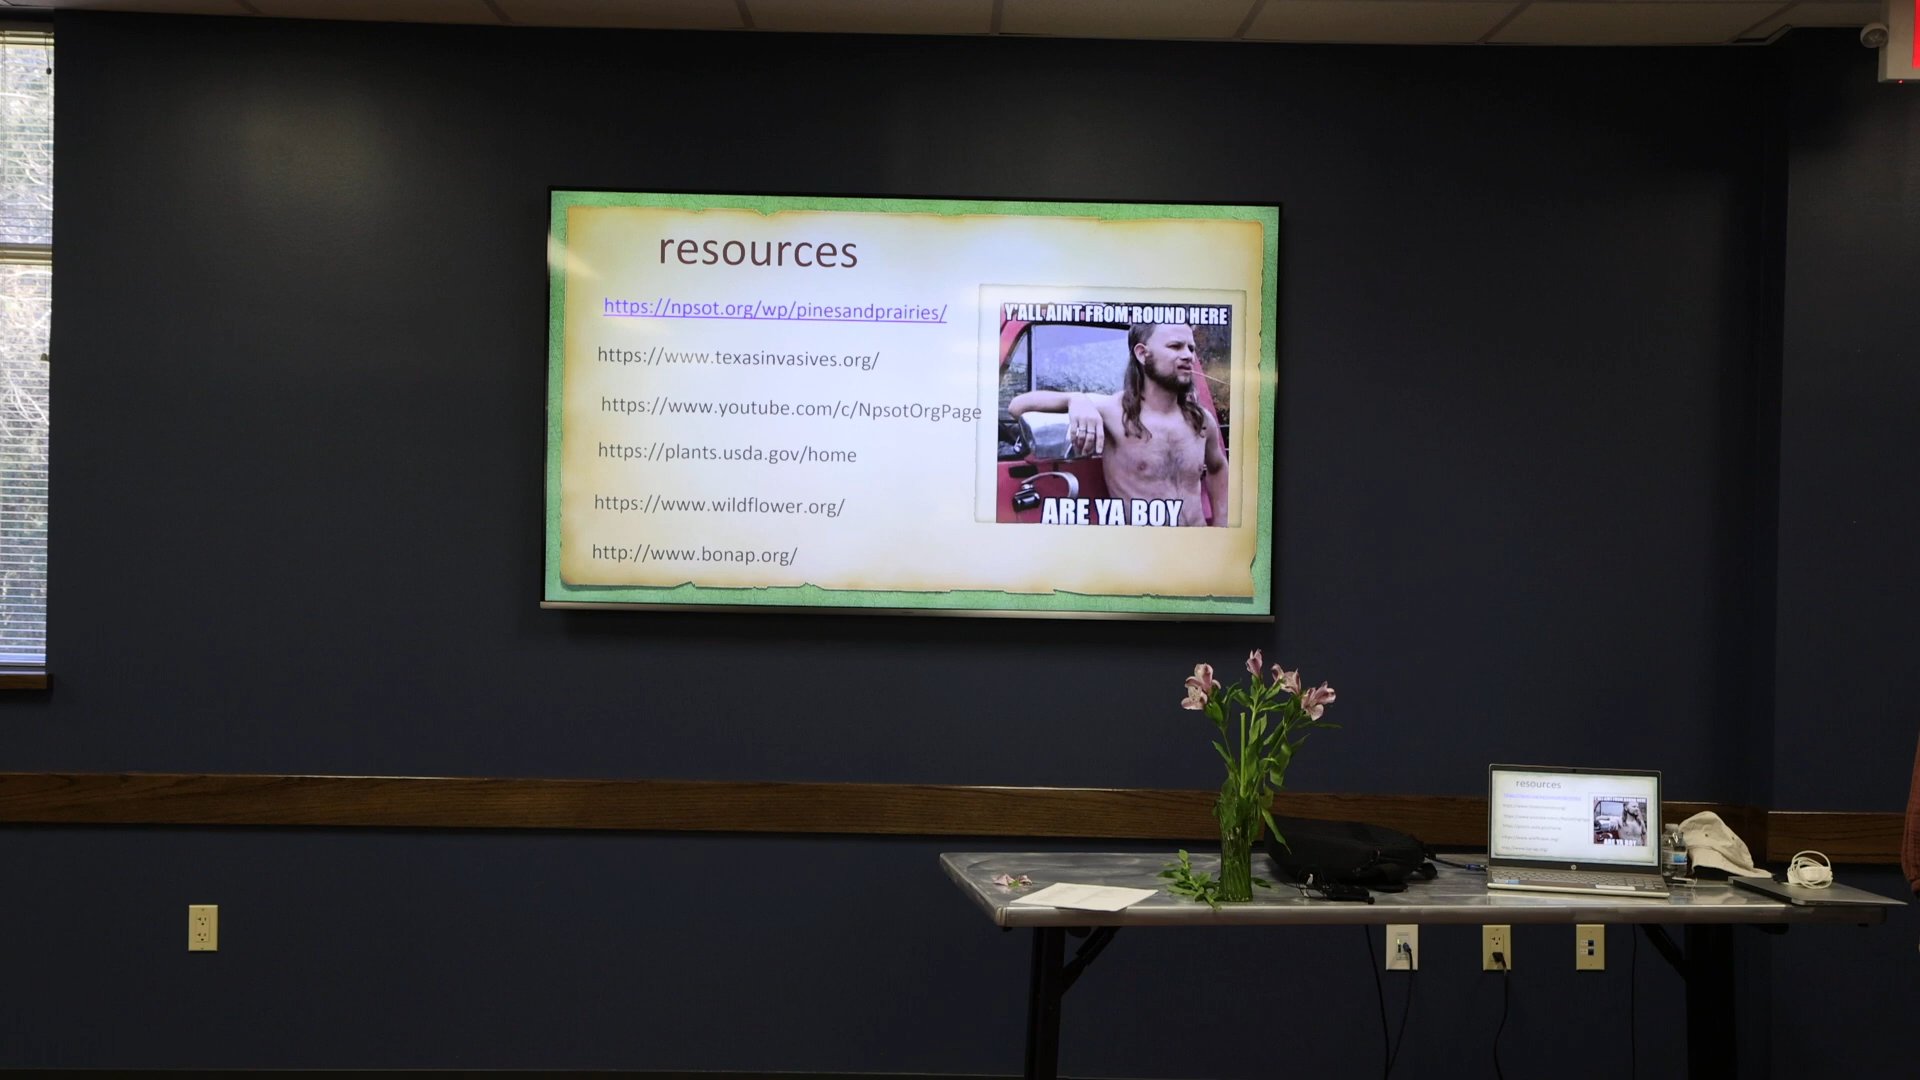 resources
https://npsot.org/wp/pinesandprairies/
https://www.texasinvasives.org/
https://www.youtube.com/c/NpsotOrgPage
https://plants.usda.gov/home
https://www.wildflower.org/
http://www.bonap.org/
Y'ALL AINT FROM 'ROUND HERE
ARE YA BOY
resources